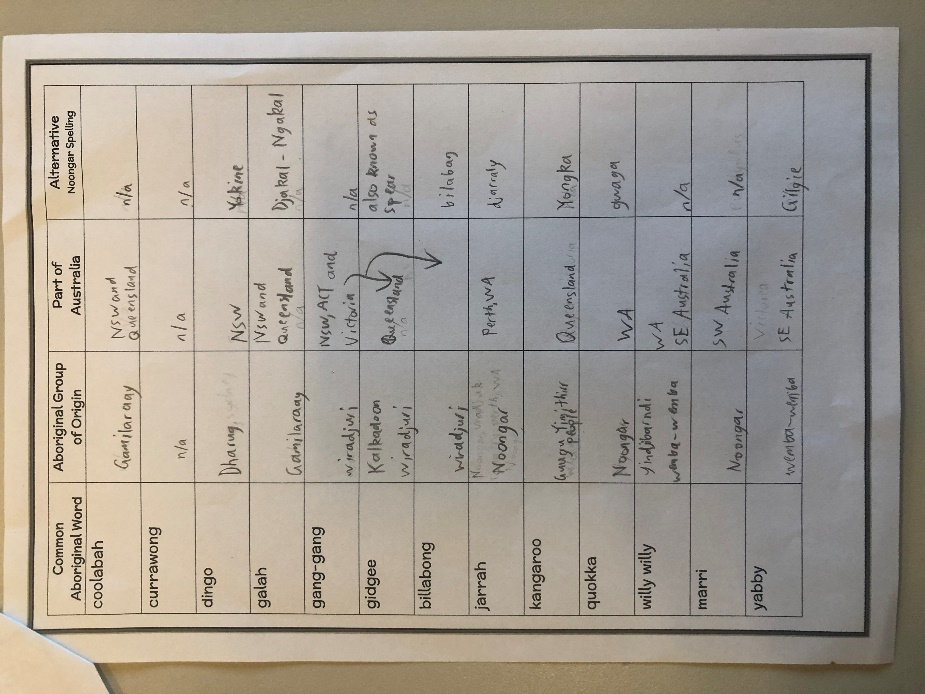 Common
Aboriginal Word
Aboriginal Group
of Origin
Part of
Australia
Alternative
Noongar Spelling
coolabah
Gamilaraay
NSW and
Queensland
n/a
currawong
n/a
n/a
n/a
dingo
Dharug
NSW
Yokine
galah
Gamilaraay
NSW and
Queensland
Djakal - Ngakal
gang-gang
wiradjuri
NSW, ACT and
Victoria
n/a
gidgee
Kalkadoon
wiradjuri
Queensland
also known as
spear
billabong
wiradjuri
bilabag
jarrah
Noongar
Perth, WA
djarraly
kangaroo
Guugu Yimithirr
people
Queensland
Yongka
quokka
Noongar
WA
gwaga
willy willy
Yindjibarndi
wemba-wemba
WA
SE Australia
n/a
marri
Noongar
SW Australia
n/a
yabby
wemba-wemba
SE Australia
Gilgie